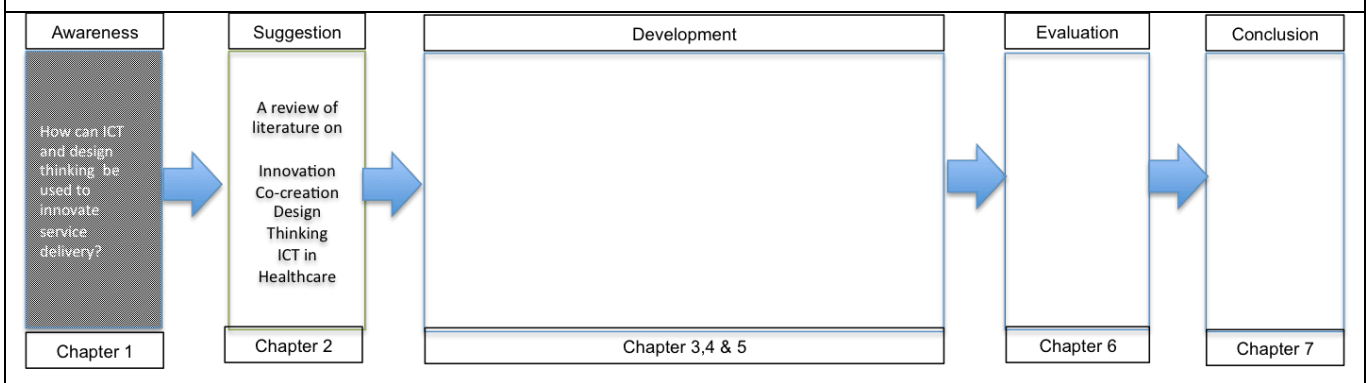 Awareness
Suggestion
Development
Evaluation
Conclusion
How can ICT
and design
thinking be
used to
innovate
service
delivery?
A review of
literature on
Innovation
Co-creation
Design
Thinking
ICT in
Healthcare
Chapter 1
Chapter 2
Chapter 3,4 & 5
Chapter 6
Chapter 7